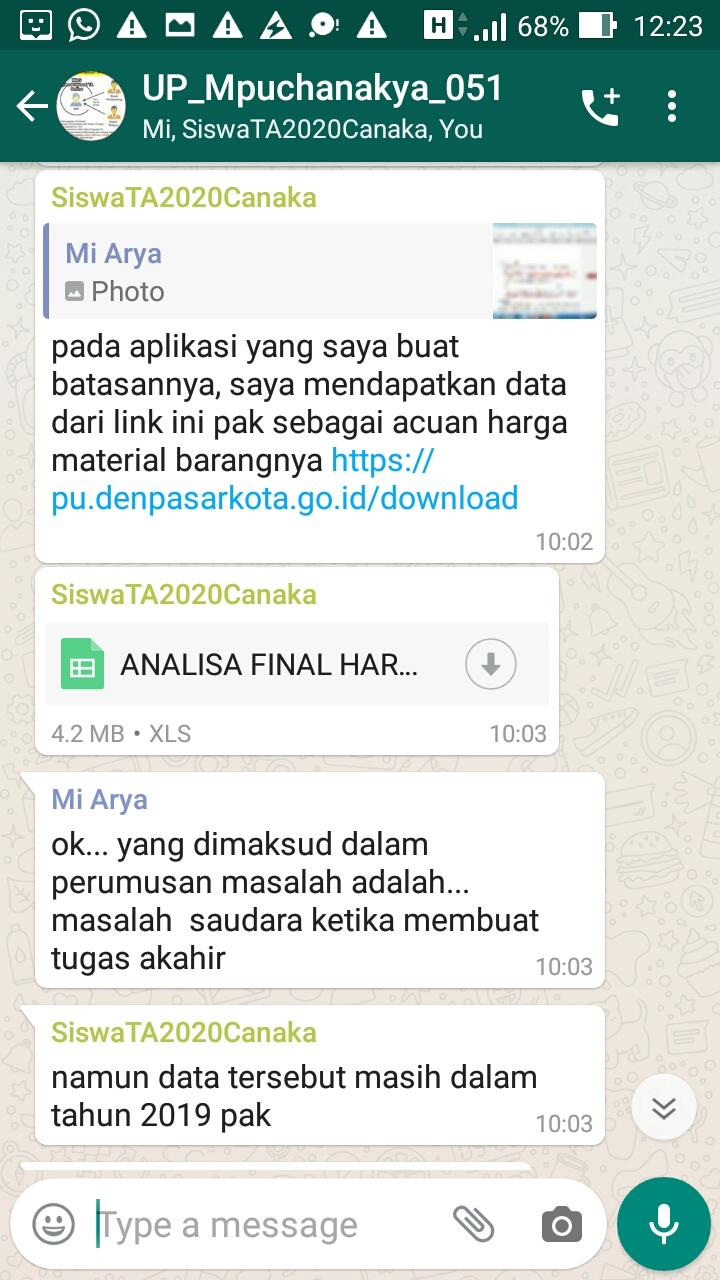 H 68% 12:23
UP_Mpuchanakya_051
Mi, SiswaTA2020Canaka, You
SiswaTA2020Canaka
Mi Arya
Photo
pada aplikasi yang saya buat
batasannya, saya mendapatkan data
dari link ini pak sebagai acuan harga
material barangnya https://
pu.denpasarkota.go.id/download
10:02
SiswaTA2020Canaka
ANALISA FINAL HAR...
4.2 MB • XLS 10:03
Mi Arya
ok... yang dimaksud dalam
perumusan masalah adalah...
masalah  saudara ketika membuat
tugas akahir
10:03
SiswaTA2020Canaka
namun data tersebut masih dalam
tahun 2019 pak
10:03
Type a message